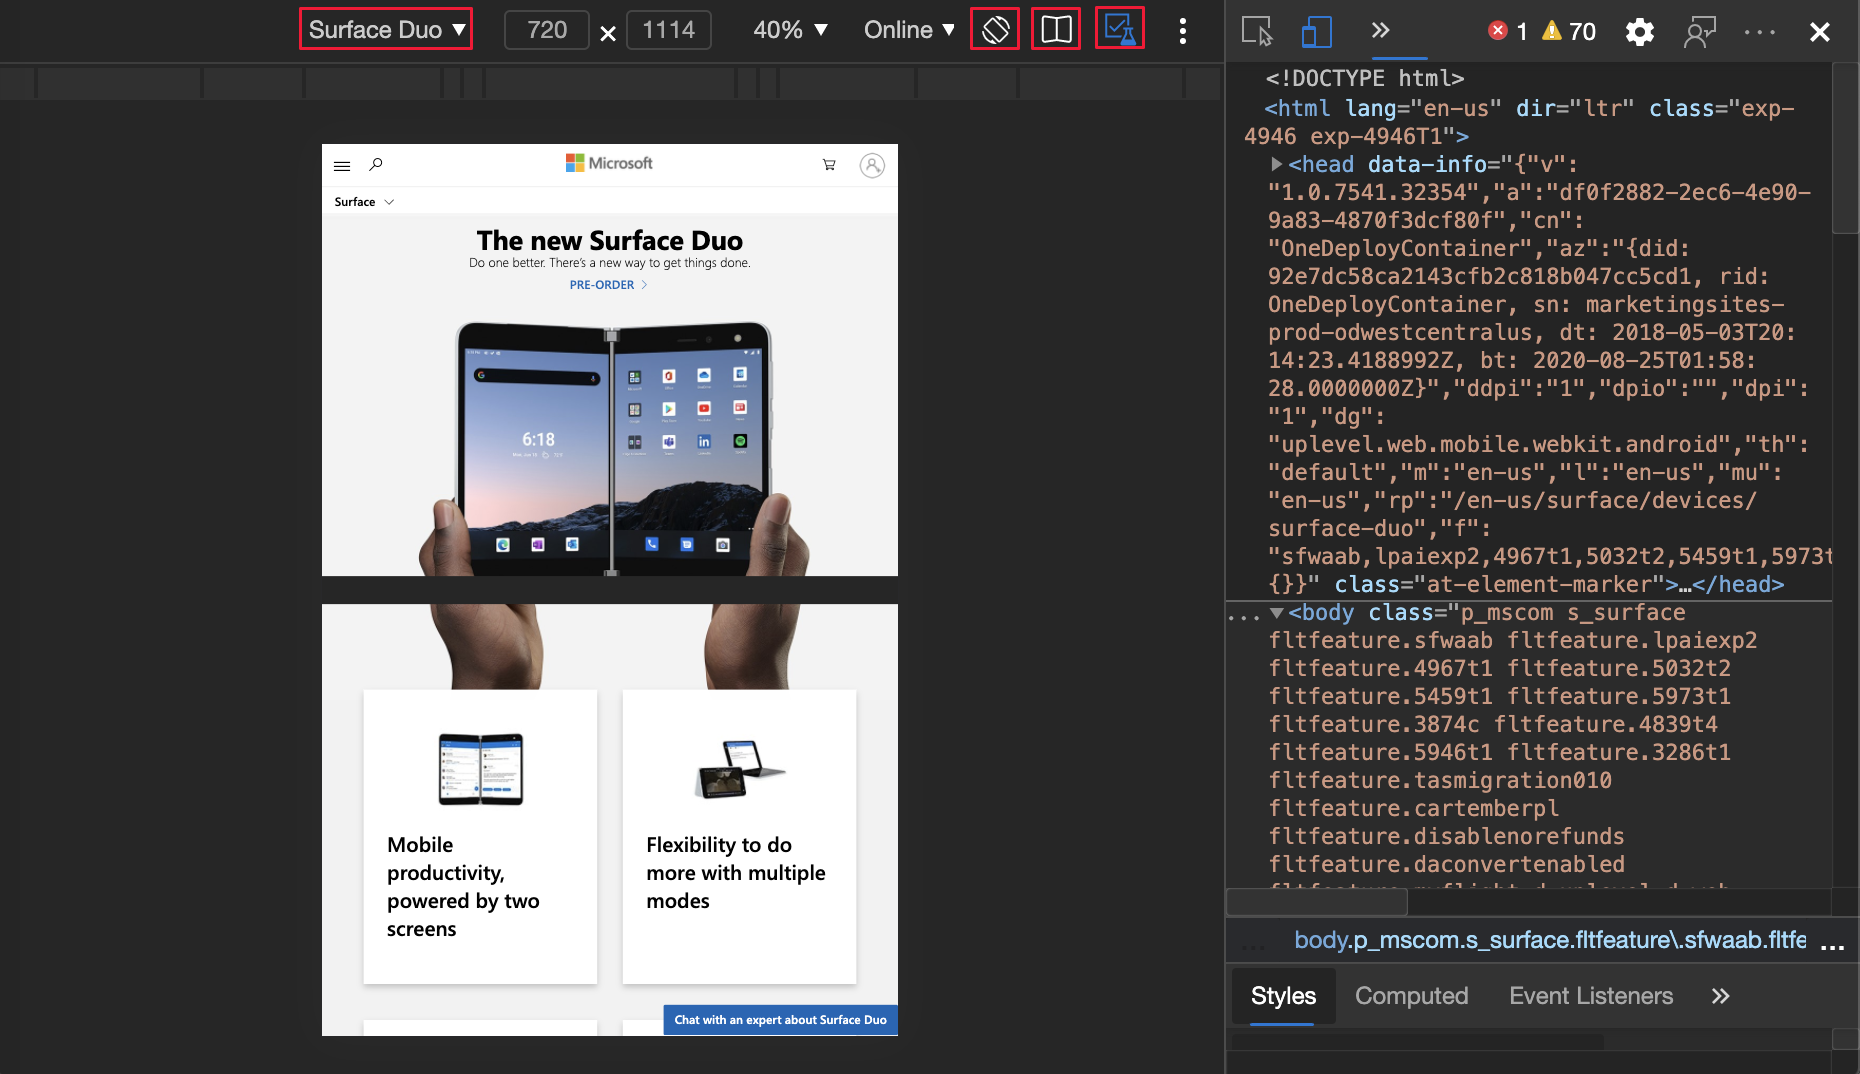 Surface Duo ▼ 720 × 1114 40% ▼ Online ▼
1 70
Microsoft
Surface
The new Surface Duo
Do one better. There's a new way to get things done.
PRE-ORDER
6:18
Mobile
productivity,
powered by two
screens
Flexibility to do
more with multiple
modes
Chat with an expert about Surface Duo
<!DOCTYPE html>
<html lang="en-us" dir="ltr" class="exp-
4946 exp-4946T1">
<head data-info="{"v":
"1.0.7541.32354","a":"df0f2882-2ec6-4e90-
9a83-4870f3dcf80f","cn":
"OneDeployContainer","az":"{did:
92e7dc58ca2143cfb2c818b047cc5cd1, rid:
OneDeployContainer, sn: marketingsites-
prod-odwestcentralus, dt: 2018-05-03T20:
14:23.4188992Z, bt: 2020-08-25T01:58:
28.0000000Z}","ddpi":"1","dpio":"","dpi":
"1","dg":
"uplevel.web.mobile.webkit.android","th":
"default","m":"en-us","l":"en-us","mu":
"en-us","rp":"/en-us/surface/devices/
surface-duo","f":
"sfwaab,lpaiexp2,4967t1,5032t2,5459t1,5973t
{}}" class="at-element-marker">…</head>
... <body class="p_mscom s_surface
fltfeature.sfwaab fltfeature.lpaiexp2
fltfeature.4967t1 fltfeature.5032t2
fltfeature.5459t1 fltfeature.5973t1
fltfeature.3874c fltfeature.4839t4
fltfeature.5946t1 fltfeature.3286t1
fltfeature.tasmigration010
fltfeature.cartemberpl
fltfeature.disablenorefunds
fltfeature.daconvertenabled
... body.p_mscom.s_surface.fltfeature\.sfwaab.fltfe ...
Styles Computed Event Listeners